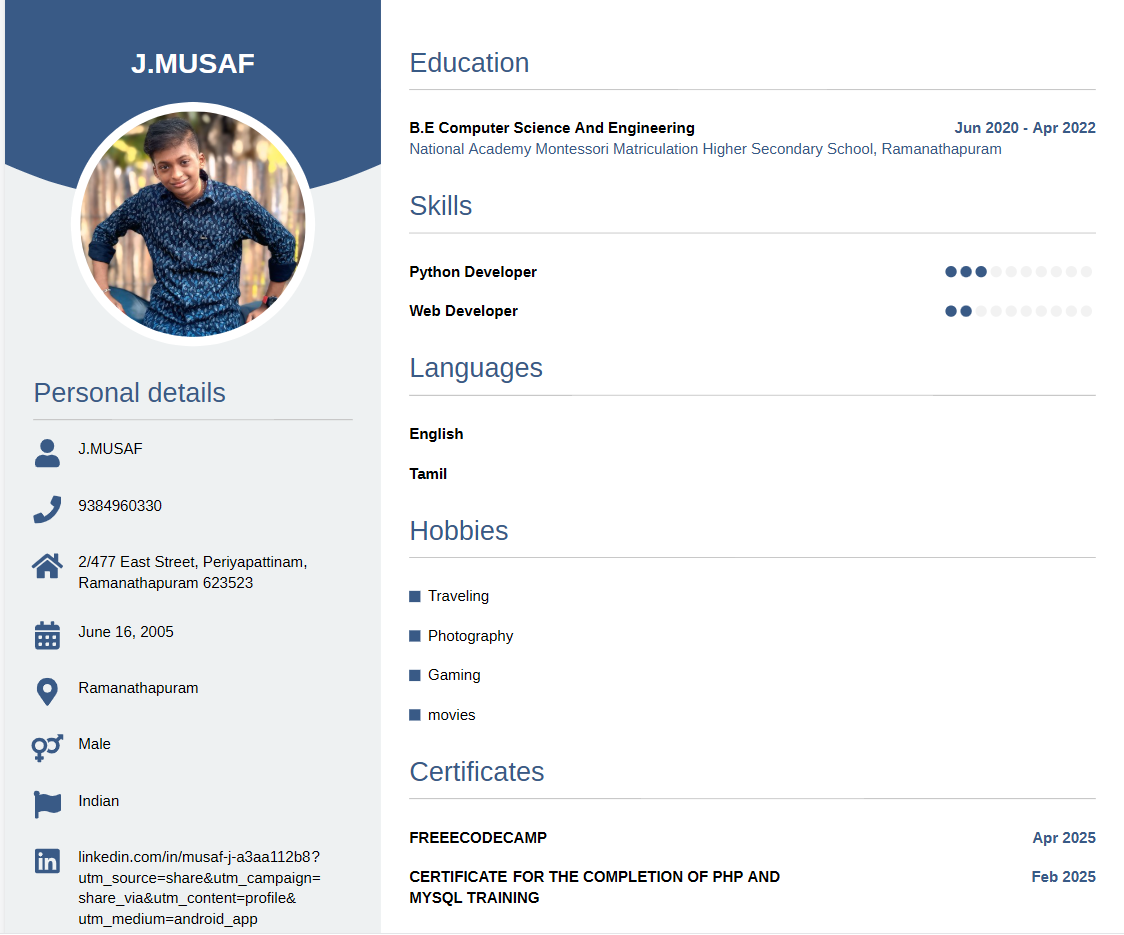 J.MUSAF
Personal details
J.MUSAF
9384960330
2/477 East Street, Periyapattinam,
Ramanathapuram 623523
June 16, 2005
Ramanathapuram
Male
Indian
linkedin.com/in/musaf-j-a3aa112b8?
utm_source=share&utm_campaign=
share_via&utm_content=profile&
utm_medium=android_app
Education
B.E Computer Science And Engineering Jun 2020 - Apr 2022
National Academy Montessori Matriculation Higher Secondary School, Ramanathapuram
Skills
Python Developer
Web Developer
Languages
English
Tamil
Hobbies
Traveling
Photography
Gaming
movies
Certificates
FREEECODECAMP Apr 2025
CERTIFICATE FOR THE COMPLETION OF PHP AND Feb 2025
MYSQL TRAINING